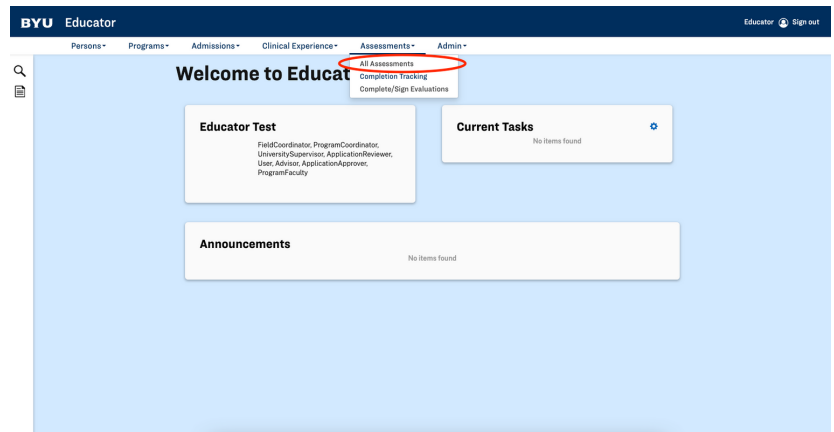 BYU Educator
Educator Sign out
Persons Programs Admissions Clinical Experience Assessments Admin
All Assessments
Completion Tracking
Complete/Sign Evaluations
Welcome to Educat
Educator Test
FieldCoordinator, ProgramCoordinator,
UniversitySupervisor, ApplicationReviewer,
User, Advisor, ApplicationApprover,
ProgramFaculty
Current Tasks
No items found
Announcements
No items found